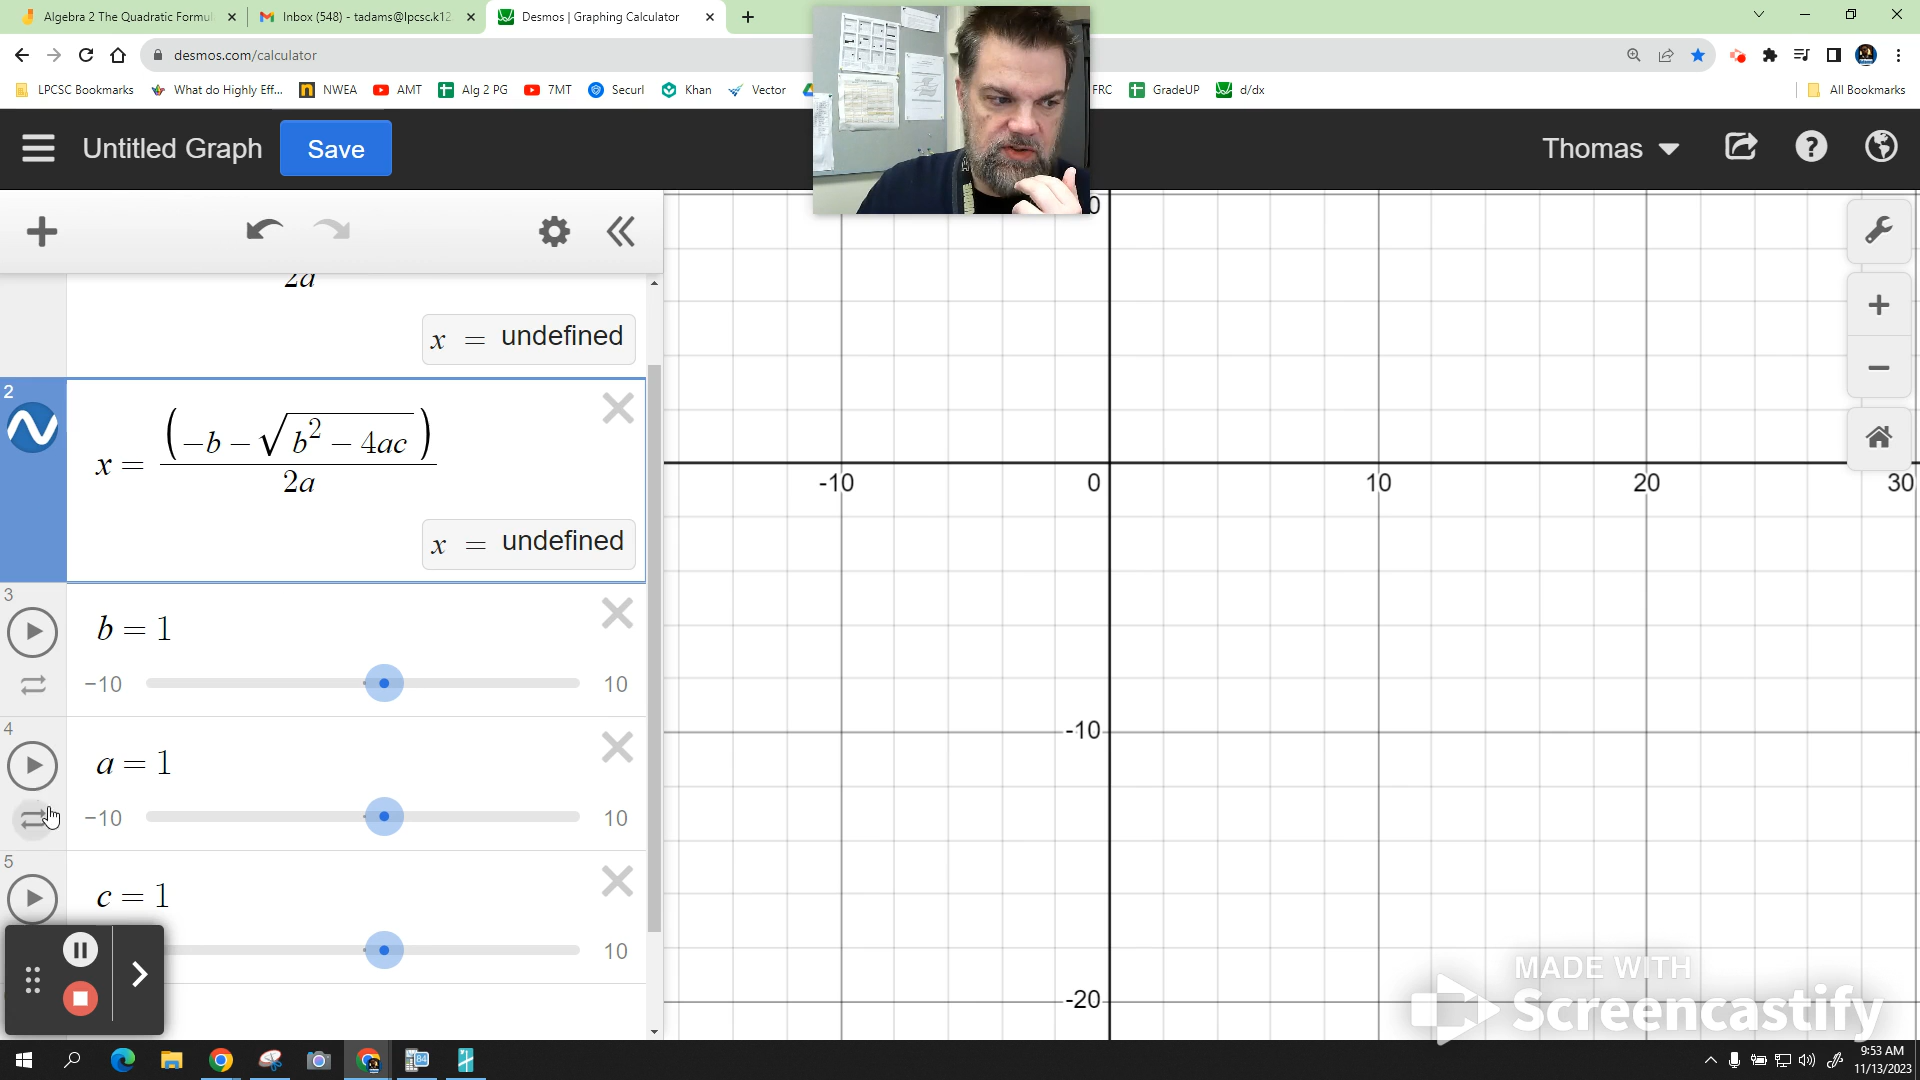 Algebra 2 The Quadratic Formul
Inbox (548) - tadams@lpcsc.k12
Desmos | Graphing Calculator
desmos.com/calculator
LPCSC Bookmarks
What do Highly Eff...
NWEA
AMT
Alg 2 PG
7MT
Securl
Khan
Vector
FRC
GradeUP
d/dx
All Bookmarks
Untitled Graph
Save
Thomas
2a
x = undefined
2
x = (-b - √(b² - 4ac)) / 2a
x = undefined
3
b = 1
-10
10
4
a = 1
-10
10
5
c = 1
10
0
-10
0
10
20
30
-10
-20
MADE WITH
Screencastify
84
9:53 AM
11/13/2023